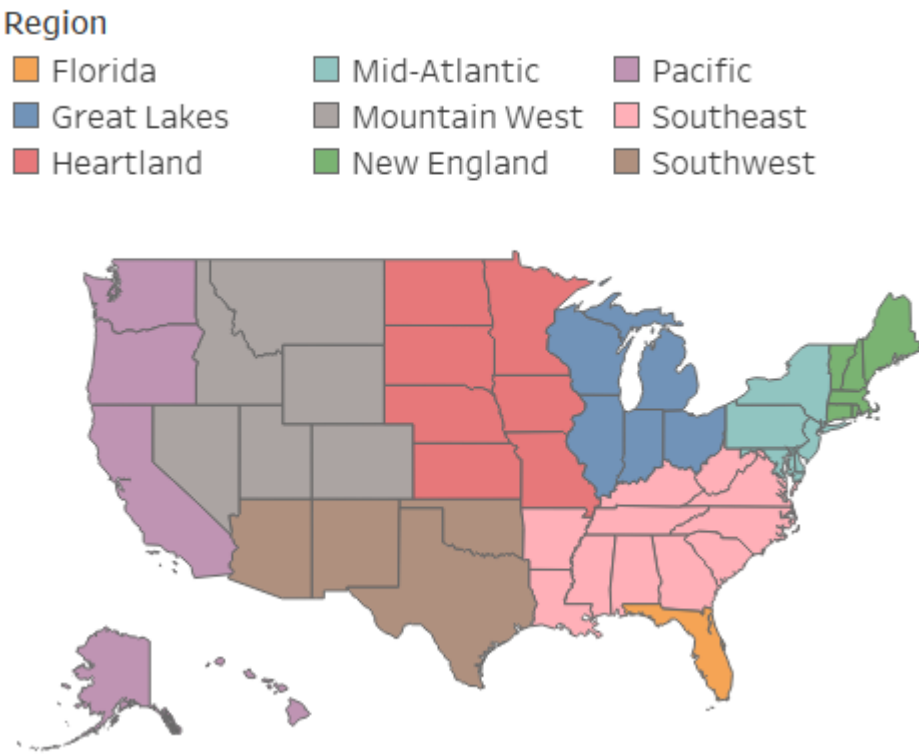 Region
Florida Mid-Atlantic Pacific
Great Lakes Mountain West Southeast
Heartland New England Southwest